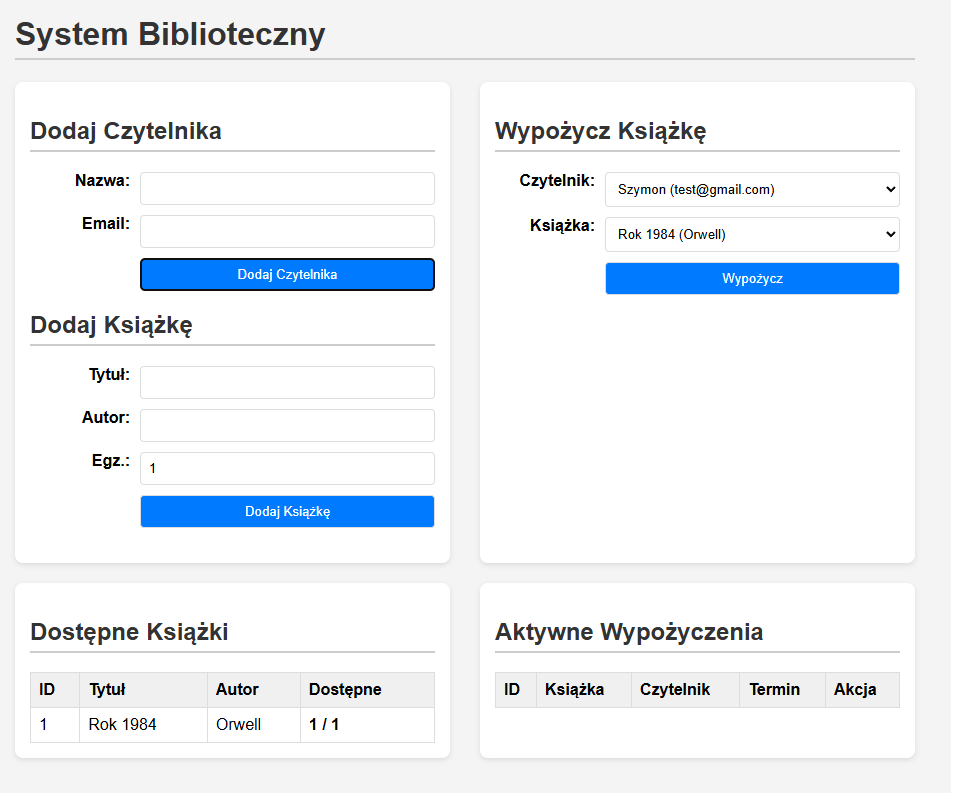 System Biblioteczny
Dodaj Czytelnika
Nazwa:
Email:
Dodaj Czytelnika
Dodaj Książkę
Tytuł:
Autor:
Egz.: 1
Dodaj Książkę
Wypożycz Książkę
Czytelnik: Szymon (test@gmail.com)
Książka: Rok 1984 (Orwell)
Wypożycz
Dostępne Książki
ID Tytuł Autor Dostępne
1 Rok 1984 Orwell 1 / 1
Aktywne Wypożyczenia
ID Książka Czytelnik Termin Akcja